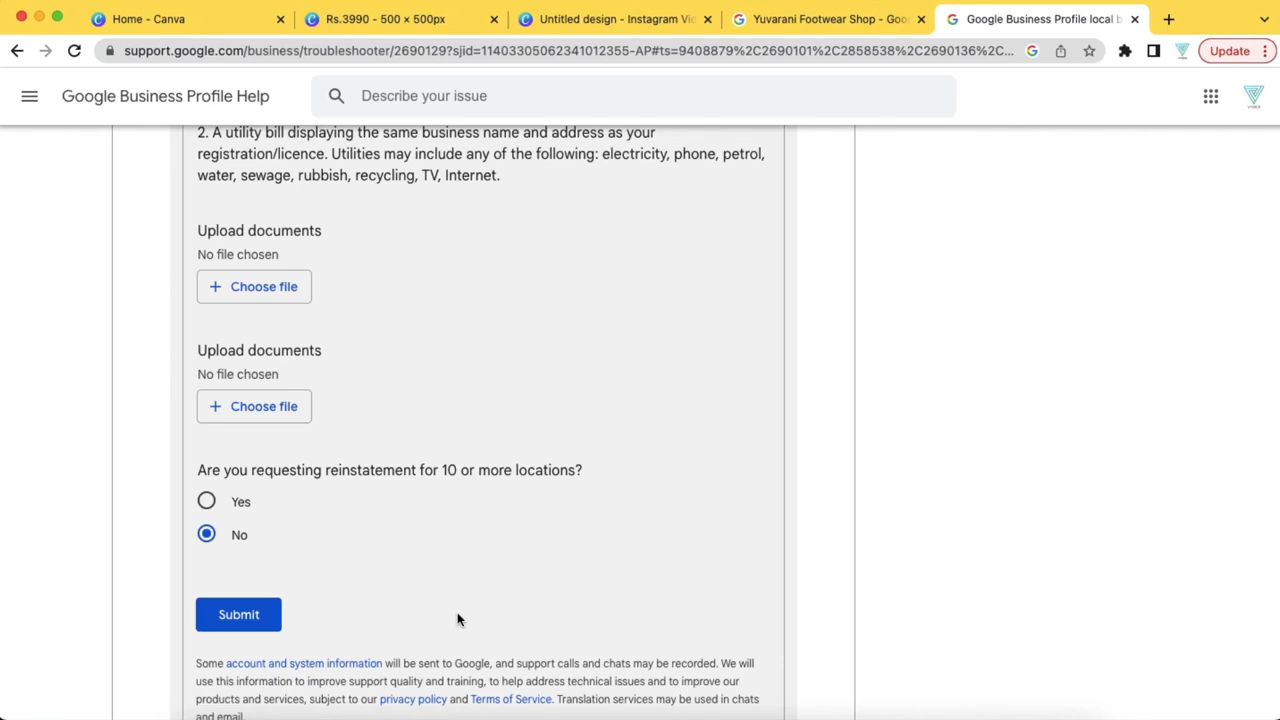 Home - Canva
Rs.3990 - 500 × 500px
Untitled design - Instagram Vid
Yuvarani Footwear Shop - Goo
Google Business Profile local b
support.google.com/business/troubleshooter/2690129?sjid=11403305062341012355-AP#ts=9408879%2C2690101%2C2858538%2C2690136%2C...
Update
Google Business Profile Help
Describe your issue
2. A utility bill displaying the same business name and address as your
registration/licence. Utilities may include any of the following: electricity, phone, petrol,
water, sewage, rubbish, recycling, TV, Internet.
Upload documents
No file chosen
+ Choose file
Upload documents
No file chosen
+ Choose file
Are you requesting reinstatement for 10 or more locations?
Yes
No
Submit
Some account and system information will be sent to Google, and support calls and chats may be recorded. We will
use this information to improve support quality and training, to help address technical issues and to improve our
products and services, subject to our privacy policy and Terms of Service. Translation services may be used in chats
and email.